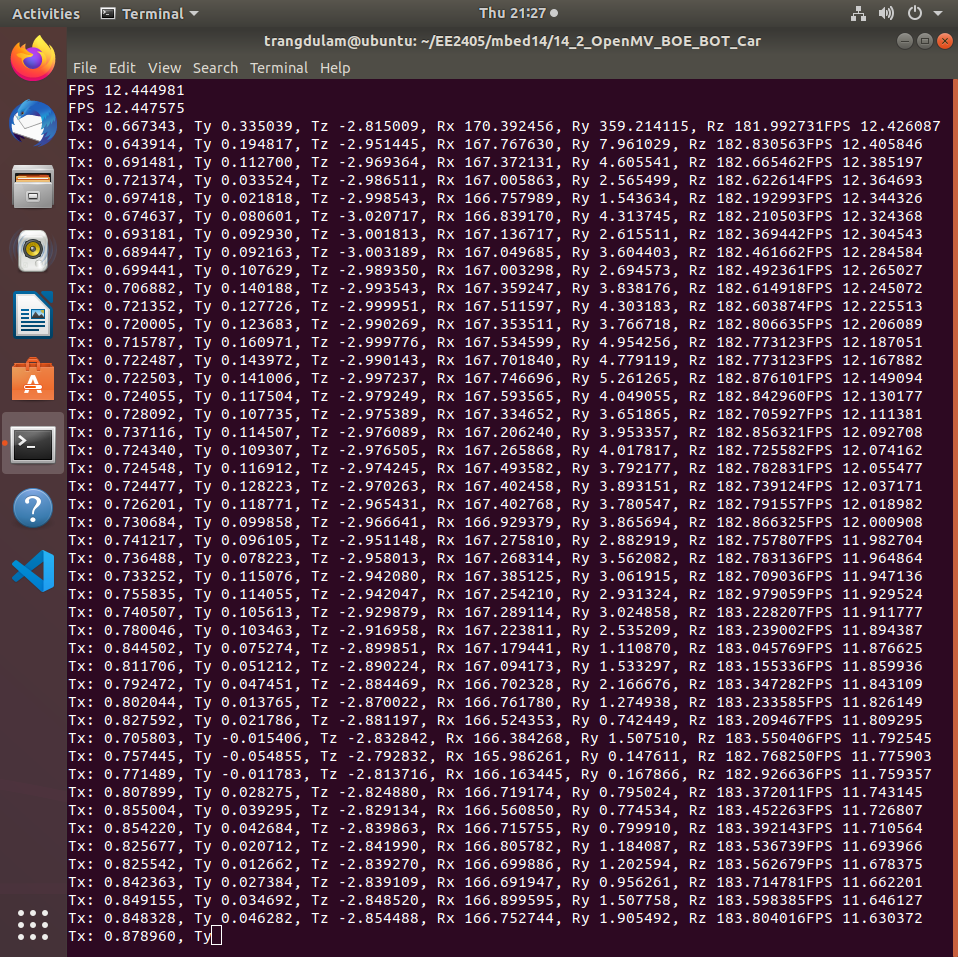 Activities Terminal Thu 21:27
trangdulam@ubuntu: ~/EE2405/mbed14/14_2_OpenMV_BOE_BOT_Car
File Edit View Search Terminal Help
FPS 12.444981
FPS 12.447575
Tx: 0.667343, Ty 0.335039, Tz -2.815009, Rx 170.392456, Ry 359.214115, Rz 181.992731FPS 12.426087
Tx: 0.643914, Ty 0.194817, Tz -2.951445, Rx 167.767630, Ry 7.961029, Rz 182.830563FPS 12.405846
Tx: 0.691481, Ty 0.112700, Tz -2.969364, Rx 167.372131, Ry 4.605541, Rz 182.665462FPS 12.385197
Tx: 0.721374, Ty 0.033524, Tz -2.986511, Rx 167.005863, Ry 2.565499, Rz 182.622614FPS 12.364693
Tx: 0.697418, Ty 0.021818, Tz -2.998543, Rx 166.757989, Ry 1.543634, Rz 182.192993FPS 12.344326
Tx: 0.674637, Ty 0.080601, Tz -3.020717, Rx 166.839170, Ry 4.313745, Rz 182.210503FPS 12.324368
Tx: 0.693181, Ty 0.092930, Tz -3.001813, Rx 167.136717, Ry 2.615511, Rz 182.369442FPS 12.304543
Tx: 0.689447, Ty 0.092163, Tz -3.003189, Rx 167.049685, Ry 3.604403, Rz 182.461662FPS 12.284584
Tx: 0.699441, Ty 0.107629, Tz -2.989350, Rx 167.003298, Ry 2.694573, Rz 182.492361FPS 12.265027
Tx: 0.706882, Ty 0.140188, Tz -2.993543, Rx 167.359247, Ry 3.838176, Rz 182.614918FPS 12.245072
Tx: 0.721352, Ty 0.127726, Tz -2.999951, Rx 167.511597, Ry 4.303183, Rz 182.603874FPS 12.225513
Tx: 0.720005, Ty 0.123683, Tz -2.990269, Rx 167.353511, Ry 3.766718, Rz 182.806635FPS 12.206089
Tx: 0.715787, Ty 0.160971, Tz -2.999776, Rx 167.534599, Ry 4.954256, Rz 182.773123FPS 12.187051
Tx: 0.722487, Ty 0.143972, Tz -2.990143, Rx 167.701840, Ry 4.779119, Rz 182.773123FPS 12.167882
Tx: 0.722503, Ty 0.141006, Tz -2.997237, Rx 167.746696, Ry 5.261265, Rz 182.876101FPS 12.149094
Tx: 0.724055, Ty 0.117504, Tz -2.979249, Rx 167.593565, Ry 4.049055, Rz 182.842960FPS 12.130177
Tx: 0.728092, Ty 0.107735, Tz -2.975389, Rx 167.334652, Ry 3.651865, Rz 182.705927FPS 12.111381
Tx: 0.737116, Ty 0.114507, Tz -2.976089, Rx 167.206240, Ry 3.953357, Rz 182.856321FPS 12.092708
Tx: 0.724340, Ty 0.109307, Tz -2.976505, Rx 167.265868, Ry 4.017817, Rz 182.725582FPS 12.074162
Tx: 0.724548, Ty 0.116912, Tz -2.974245, Rx 167.493582, Ry 3.792177, Rz 182.782831FPS 12.055477
Tx: 0.724477, Ty 0.128223, Tz -2.970263, Rx 167.402458, Ry 3.893151, Rz 182.739124FPS 12.037171
Tx: 0.726201, Ty 0.118771, Tz -2.965431, Rx 167.402768, Ry 3.780547, Rz 182.791557FPS 12.018982
Tx: 0.730684, Ty 0.099858, Tz -2.966641, Rx 166.929379, Ry 3.865694, Rz 182.866325FPS 12.000908
Tx: 0.741217, Ty 0.096105, Tz -2.951148, Rx 167.275810, Ry 2.882919, Rz 182.757807FPS 11.982704
Tx: 0.736488, Ty 0.078223, Tz -2.958013, Rx 167.268314, Ry 3.562082, Rz 182.783136FPS 11.964864
Tx: 0.733252, Ty 0.115076, Tz -2.942080, Rx 167.385125, Ry 3.061915, Rz 182.709036FPS 11.947136
Tx: 0.755835, Ty 0.114055, Tz -2.942047, Rx 167.254210, Ry 2.931324, Rz 182.979059FPS 11.929524
Tx: 0.740507, Ty 0.105613, Tz -2.929879, Rx 167.289114, Ry 3.024858, Rz 183.228207FPS 11.911777
Tx: 0.780046, Ty 0.103463, Tz -2.916958, Rx 167.223811, Ry 2.535209, Rz 183.239002FPS 11.894387
Tx: 0.844502, Ty 0.075274, Tz -2.899851, Rx 167.179441, Ry 1.110870, Rz 183.045769FPS 11.876625
Tx: 0.811706, Ty 0.051212, Tz -2.890224, Rx 167.094173, Ry 1.533297, Rz 183.155336FPS 11.859936
Tx: 0.792472, Ty 0.047451, Tz -2.884469, Rx 166.702328, Ry 2.166676, Rz 183.347282FPS 11.843109
Tx: 0.802044, Ty 0.013765, Tz -2.870022, Rx 166.761780, Ry 1.274938, Rz 183.233585FPS 11.826149
Tx: 0.827592, Ty 0.021786, Tz -2.881197, Rx 166.524353, Ry 0.742449, Rz 183.209467FPS 11.809295
Tx: 0.705803, Ty -0.015406, Tz -2.832842, Rx 166.384268, Ry 1.507510, Rz 183.550406FPS 11.792545
Tx: 0.757445, Ty -0.054855, Tz -2.792832, Rx 165.986261, Ry 0.147611, Rz 182.768250FPS 11.775903
Tx: 0.771489, Ty -0.011783, Tz -2.813716, Rx 166.163445, Ry 0.167866, Rz 182.926636FPS 11.759357
Tx: 0.807899, Ty 0.028275, Tz -2.824880, Rx 166.719174, Ry 0.795024, Rz 183.372011FPS 11.743145
Tx: 0.855004, Ty 0.039295, Tz -2.829134, Rx 166.560850, Ry 0.774534, Rz 183.452263FPS 11.726807
Tx: 0.854220, Ty 0.042684, Tz -2.839863, Rx 166.715755, Ry 0.799910, Rz 183.392143FPS 11.710564
Tx: 0.825677, Ty 0.020712, Tz -2.841990, Rx 166.805782, Ry 1.184087, Rz 183.536739FPS 11.693966
Tx: 0.825542, Ty 0.012662, Tz -2.839270, Rx 166.699886, Ry 1.202594, Rz 183.562679FPS 11.678375
Tx: 0.842363, Ty 0.027384, Tz -2.839109, Rx 166.691947, Ry 0.956261, Rz 183.714781FPS 11.662201
Tx: 0.849155, Ty 0.034692, Tz -2.848520, Rx 166.899595, Ry 1.507758, Rz 183.598385FPS 11.646127
Tx: 0.848328, Ty 0.046282, Tz -2.854488, Rx 166.752744, Ry 1.905492, Rz 183.804016FPS 11.630372
Tx: 0.878960, Ty